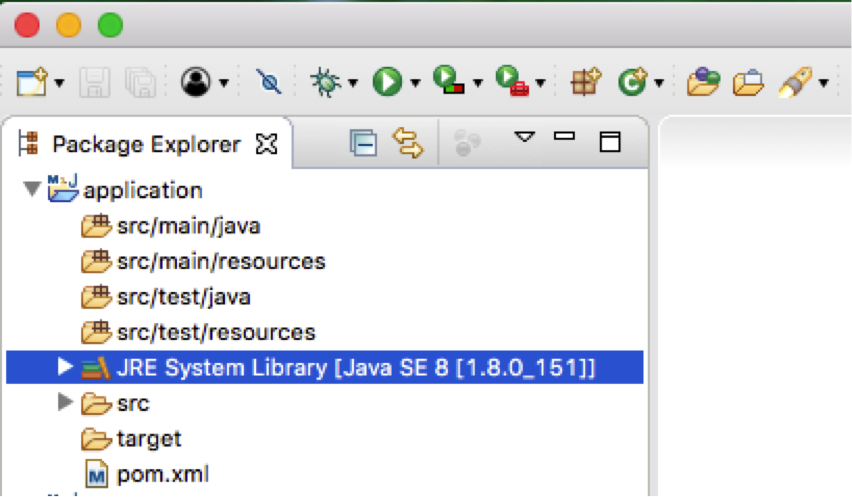 Package Explorer
application
src/main/java
src/main/resources
src/test/java
src/test/resources
JRE System Library [Java SE 8 [1.8.0_151]]
src
target
pom.xml